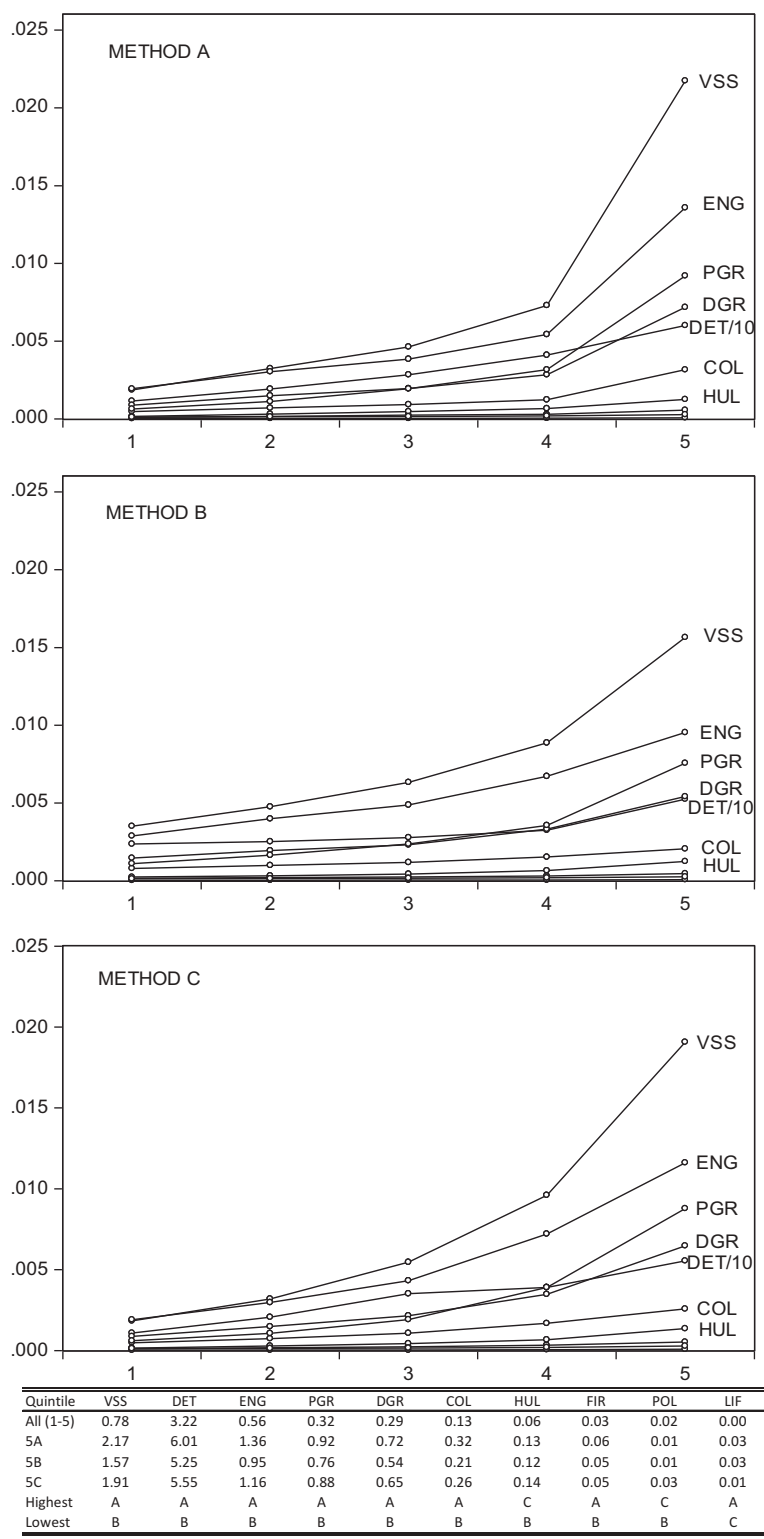 .025
METHOD A
.020
VSS
.015
ENG
.010
PGR
DGR
.005
DET/10
COL
HUL
.000
1 2 3 4 5
.025
METHOD B
.020
.015
VSS
.010
ENG
PGR
.005
DGR
DET/10
COL
HUL
.000
1 2 3 4 5
.025
METHOD C
.020
VSS
.015
ENG
.010
PGR
DGR
.005
DET/10
COL
HUL
.000
1 2 3 4 5
Quintile VSS DET ENG PGR DGR COL HUL FIR POL LIF
All (1-5) 0.78 3.22 0.56 0.32 0.29 0.13 0.06 0.03 0.02 0.00
5A 2.17 6.01 1.36 0.92 0.72 0.32 0.13 0.06 0.01 0.03
5B 1.57 5.25 0.95 0.76 0.54 0.21 0.12 0.05 0.01 0.03
5C 1.91 5.55 1.16 0.88 0.65 0.26 0.14 0.05 0.03 0.01
Highest A A A A A A C A C A
Lowest B B B B B B B B B C